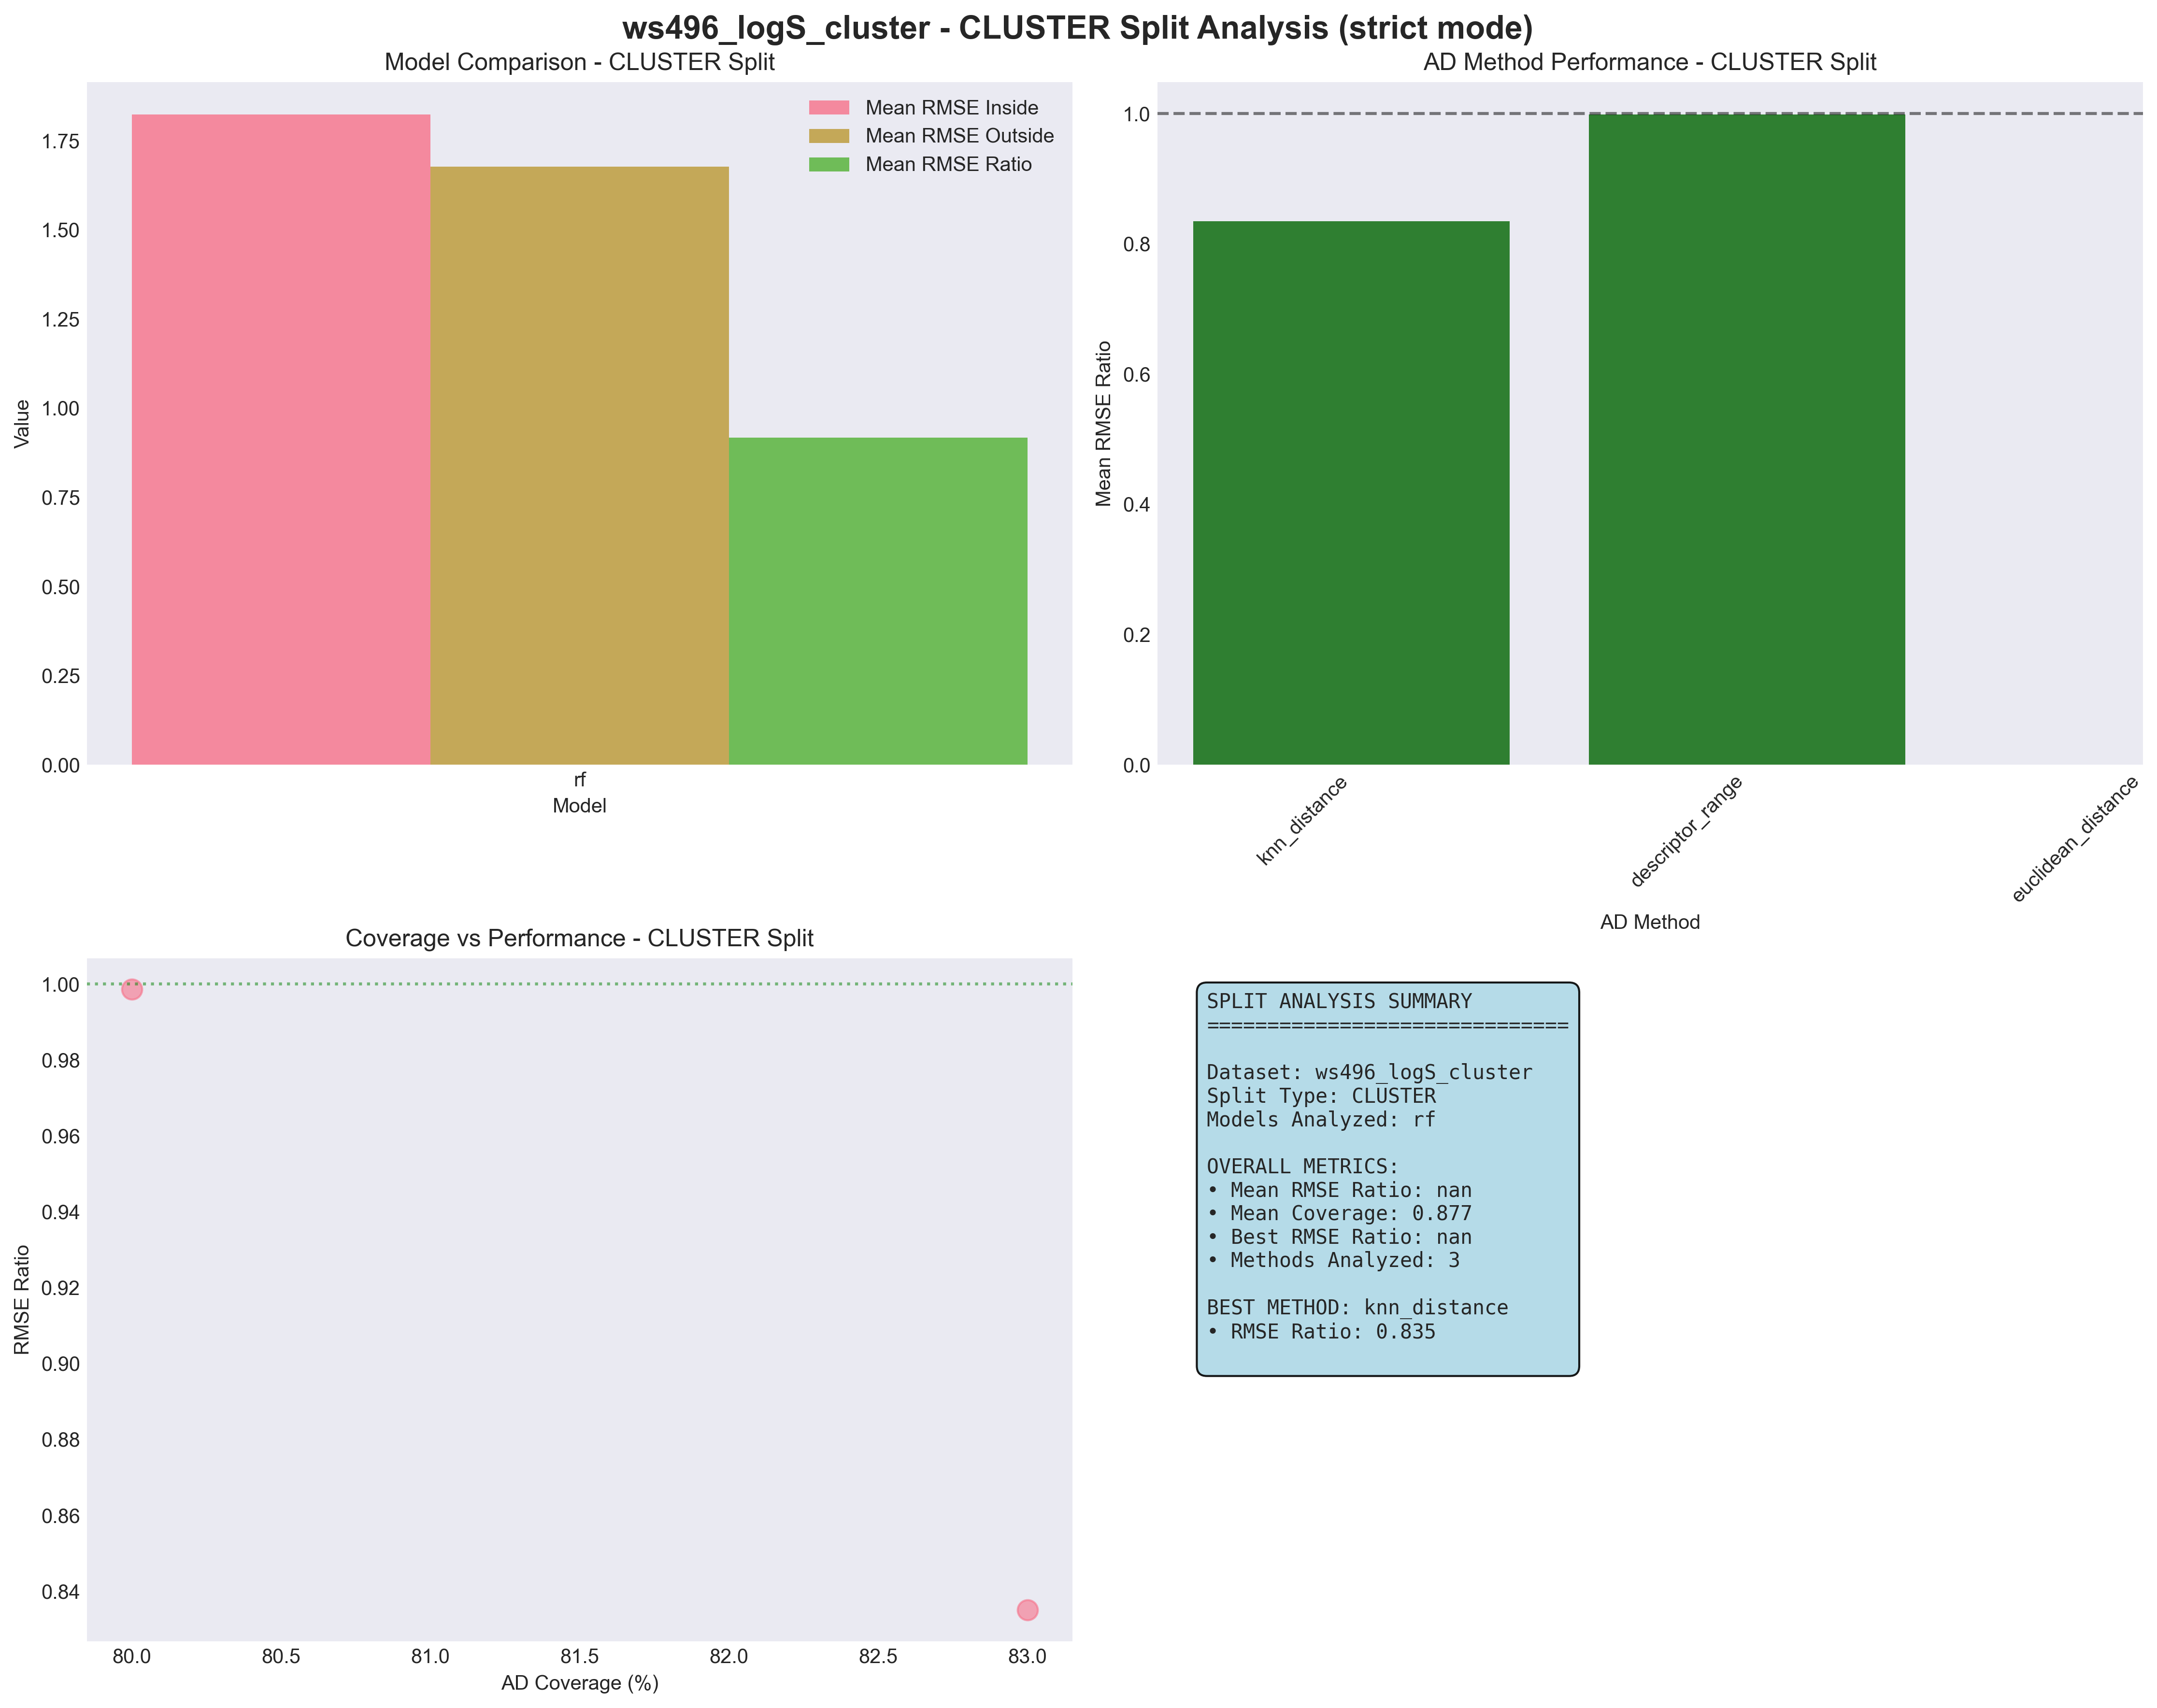 ws496_logS_cluster - CLUSTER Split Analysis (strict mode)
Model Comparison - CLUSTER Split
Mean RMSE Inside
Mean RMSE Outside
Mean RMSE Ratio
Value
1.75
1.50
1.25
1.00
0.75
0.50
0.25
0.00
rf
Model
AD Method Performance - CLUSTER Split
Mean RMSE Ratio
1.0
0.8
0.6
0.4
0.2
0.0
knn_distance
descriptor_range
euclidean_distance
AD Method
Coverage vs Performance - CLUSTER Split
RMSE Ratio
1.00
0.98
0.96
0.94
0.92
0.90
0.88
0.86
0.84
80.0 80.5 81.0 81.5 82.0 82.5 83.0
AD Coverage (%)
SPLIT ANALYSIS SUMMARY
==============================
Dataset: ws496_logS_cluster
Split Type: CLUSTER
Models Analyzed: rf
OVERALL METRICS:
• Mean RMSE Ratio: nan
• Mean Coverage: 0.877
• Best RMSE Ratio: nan
• Methods Analyzed: 3
BEST METHOD: knn_distance
• RMSE Ratio: 0.835